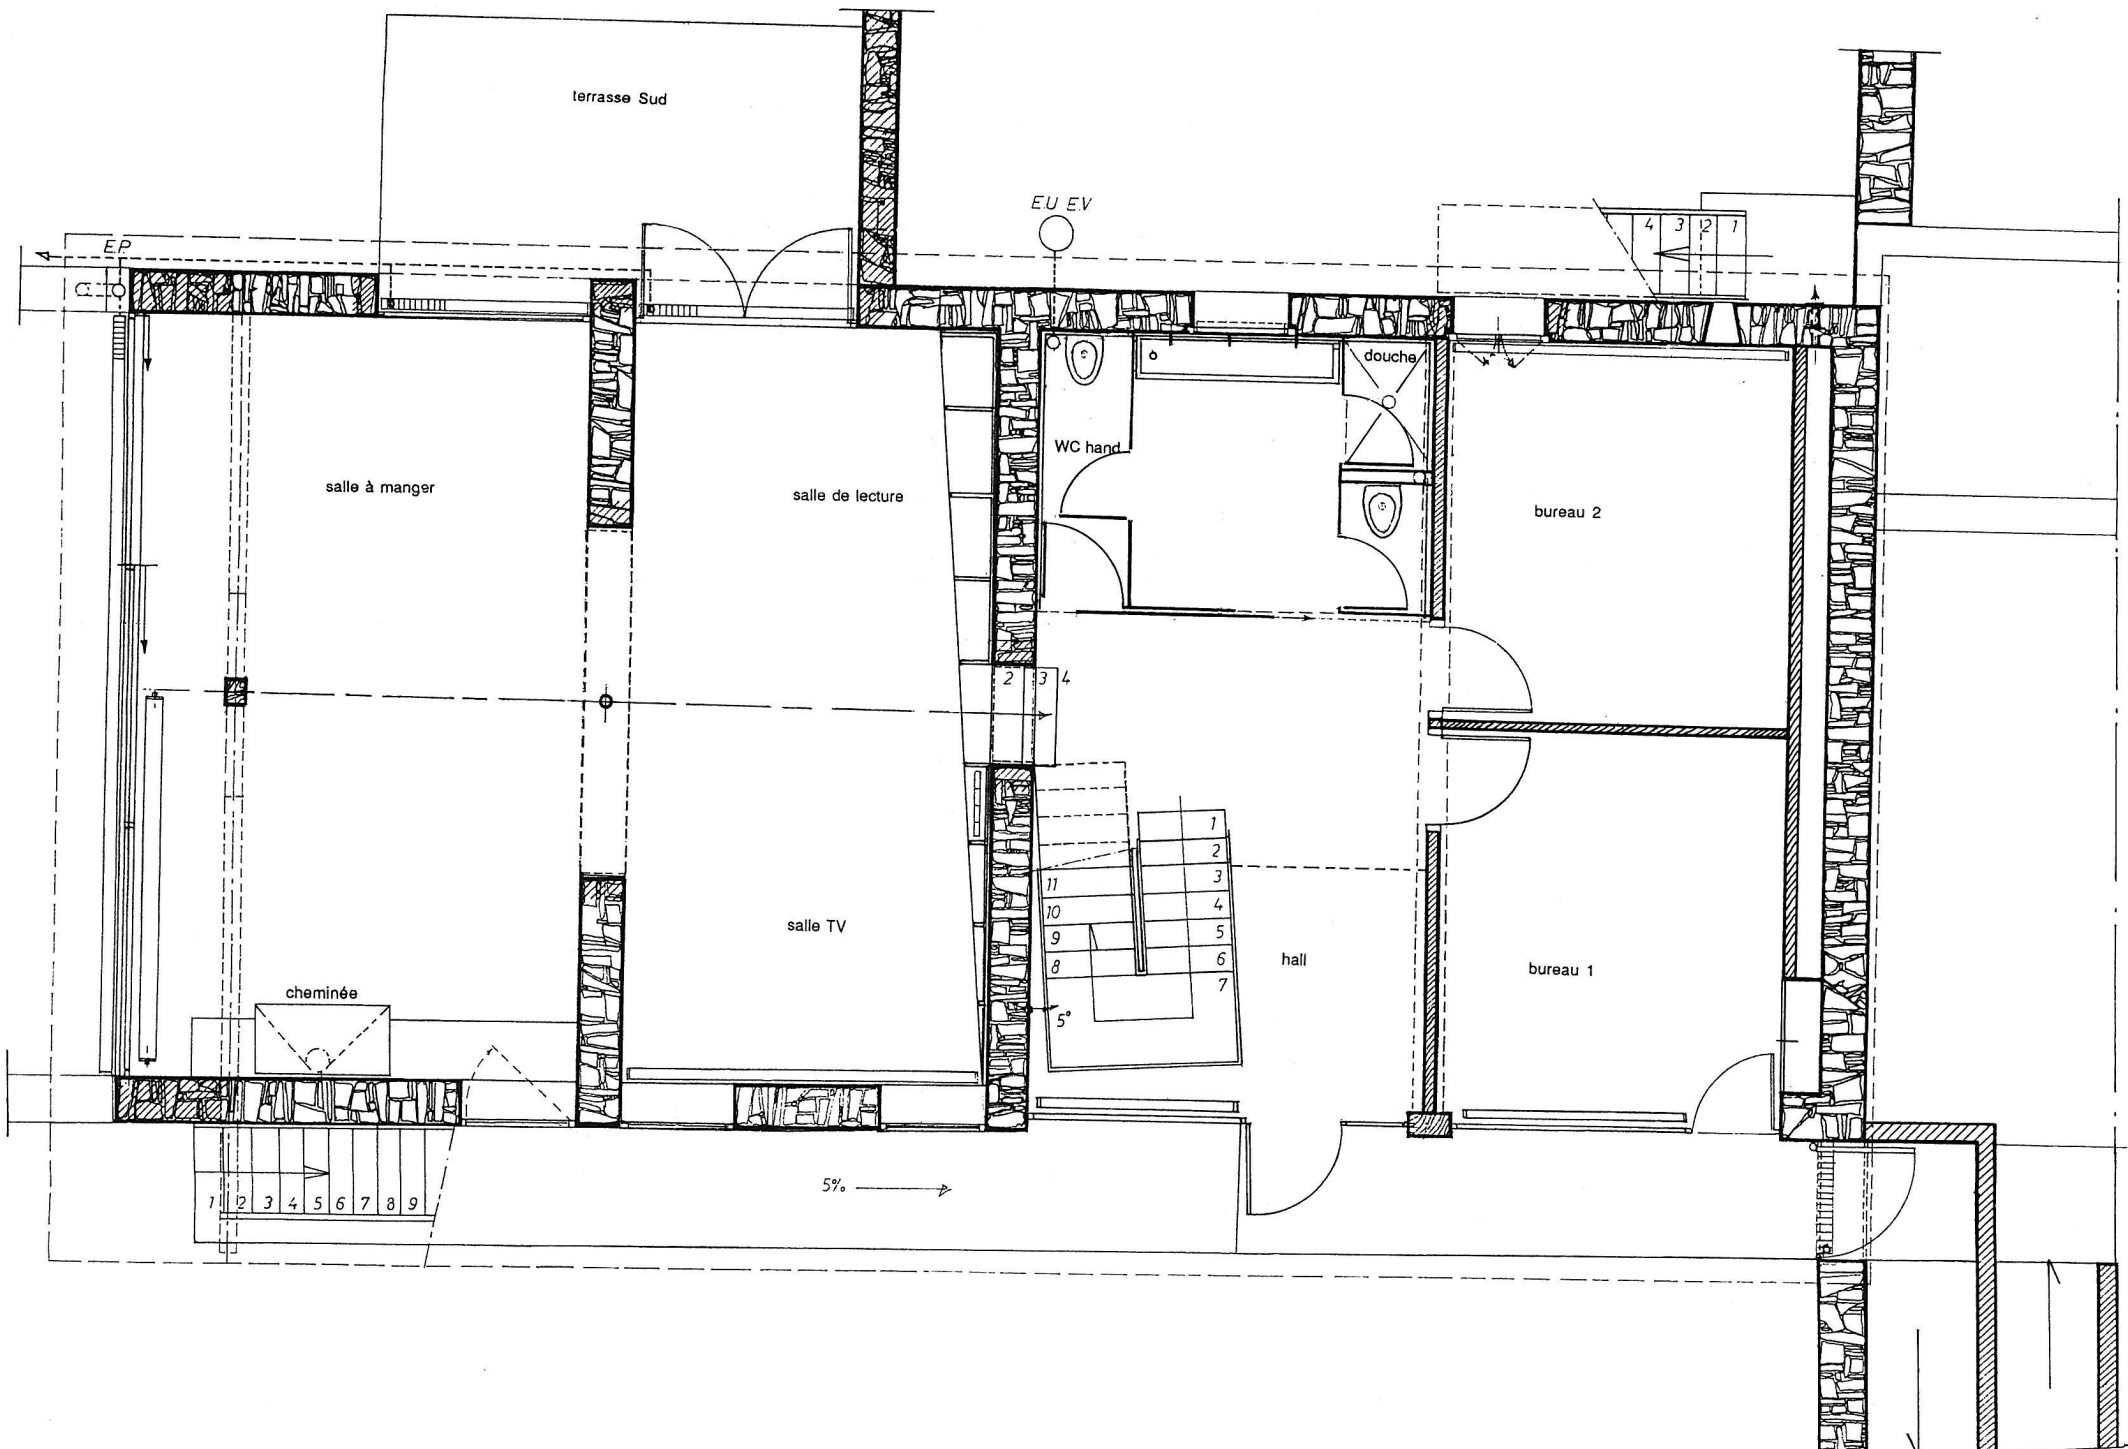 terrasse Sud
E.U E.V
4 3 2 1
E.P
douche
WC hand
salle à manger
salle de lecture
bureau 2
2 3 4
1
2
3
4
5
6
7
11
10
9
8
salle TV
hall
bureau 1
cheminée
5°
5%
1 2 3 4 5 6 7 8 9